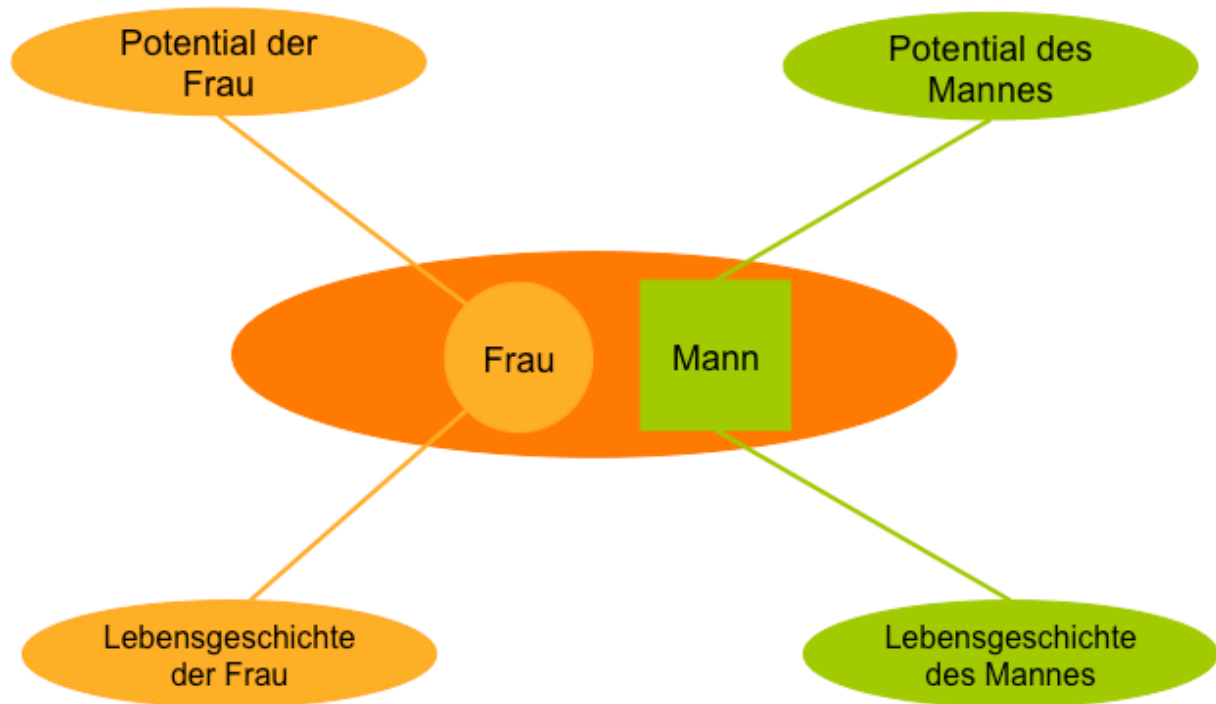 Potential der
Frau
Potential des
Mannes
Frau
Mann
Lebensgeschichte
der Frau
Lebensgeschichte
des Mannes